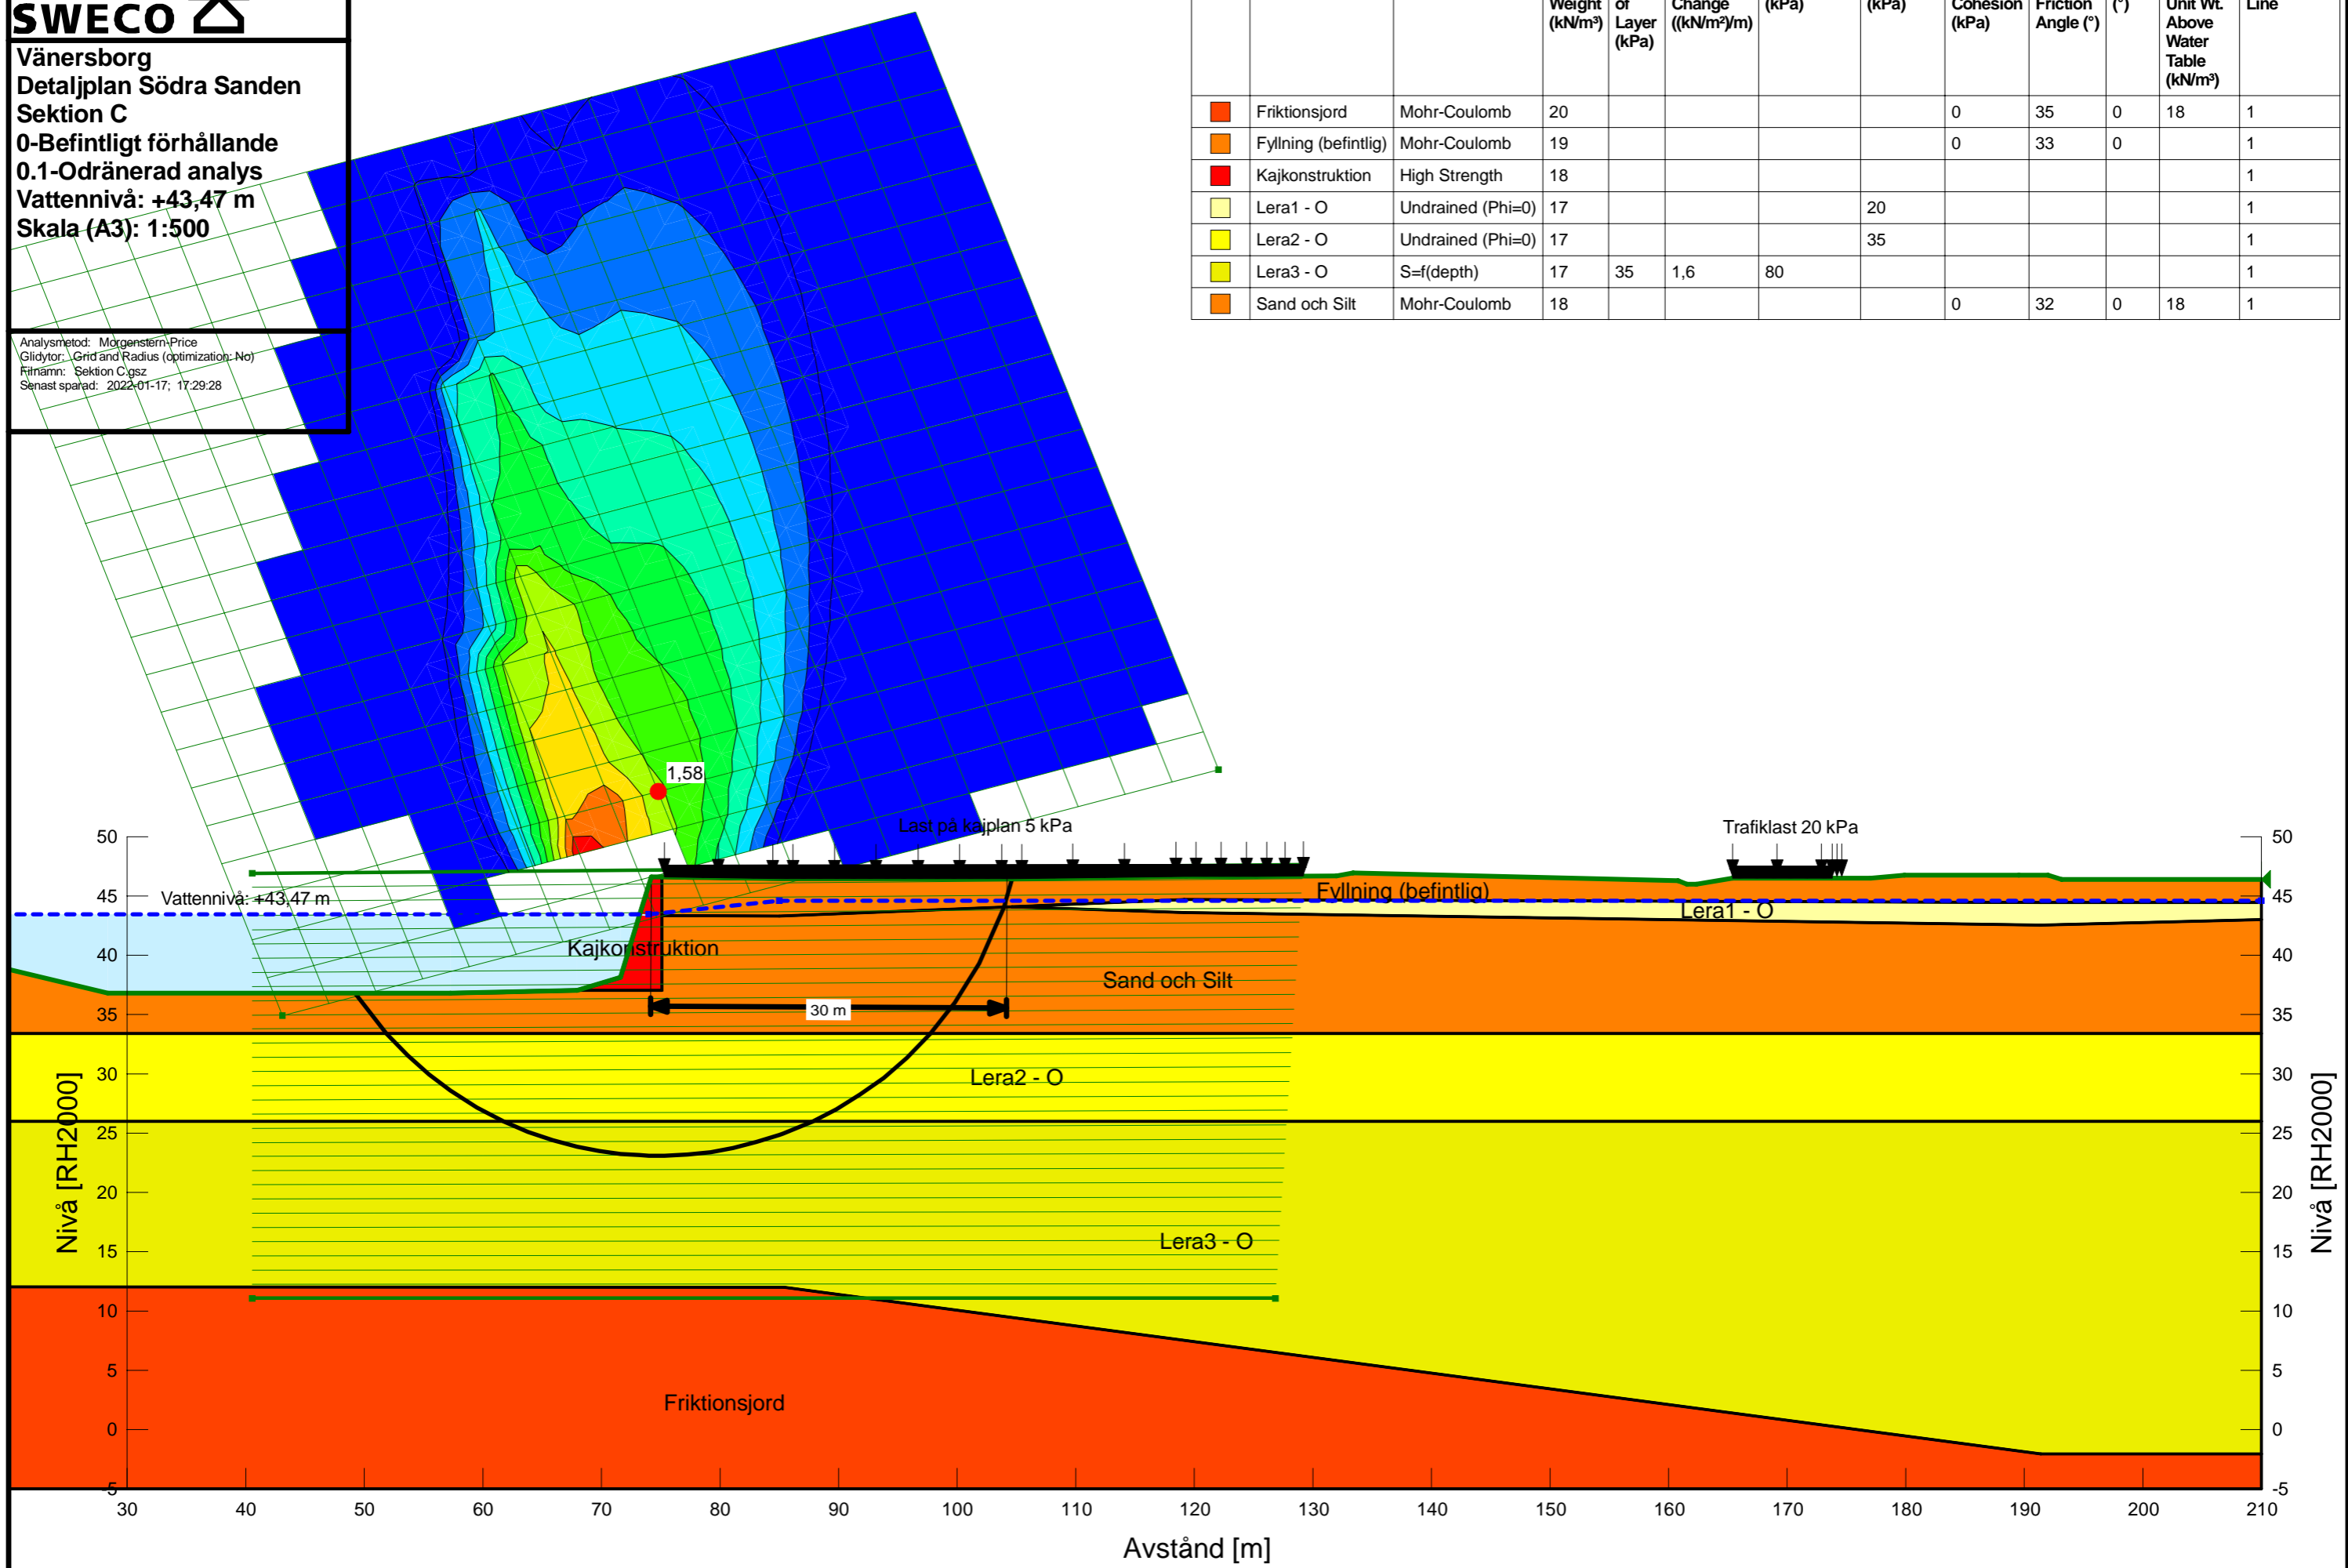 SWECO
Vänersborg
Detaljplan Södra Sanden
Sektion C
0-Befintligt förhållande
0.1-Odränerad analys
Vattennivå: +43,47 m
Skala (A3): 1:500
Analysmetod: Morgenstern-Price
Glidytor: Grid and Radius (optimization: No)
Filnamn: Sektion C.gsz
Senast sparad: 2022-01-17; 17:29:28
Weight (kN/m³) of Layer (kPa) Change ((kN/m²)/m) (kPa) (kPa) Cohesion (kPa) Friction Angle (°) (°) Unit Wt. Above Water Table (kN/m³) Line
Friktionsjord Mohr-Coulomb 20 0 35 0 18 1
Fyllning (befintlig) Mohr-Coulomb 19 0 33 0 1
Kajkonstruktion High Strength 18 1
Lera1 - O Undrained (Phi=0) 17 20 1
Lera2 - O Undrained (Phi=0) 17 35 1
Lera3 - O S=f(depth) 17 35 1,6 80 1
Sand och Silt Mohr-Coulomb 18 0 32 0 18 1
1,58
Last på kajplan 5 kPa
Trafiklast 20 kPa
Vattennivå: +43,47 m
Fyllning (befintlig)
Lera1 - O
Kajkonstruktion
Sand och Silt
30 m
Lera2 - O
Lera3 - O
Friktionsjord
Nivå [RH2000]
50
45
40
35
30
25
20
15
10
5
0
-5
50
45
40
35
30
25
20
15
10
5
0
-5
Nivå [RH2000]
30 40 50 60 70 80 90 100 110 120 130 140 150 160 170 180 190 200 210
Avstånd [m]